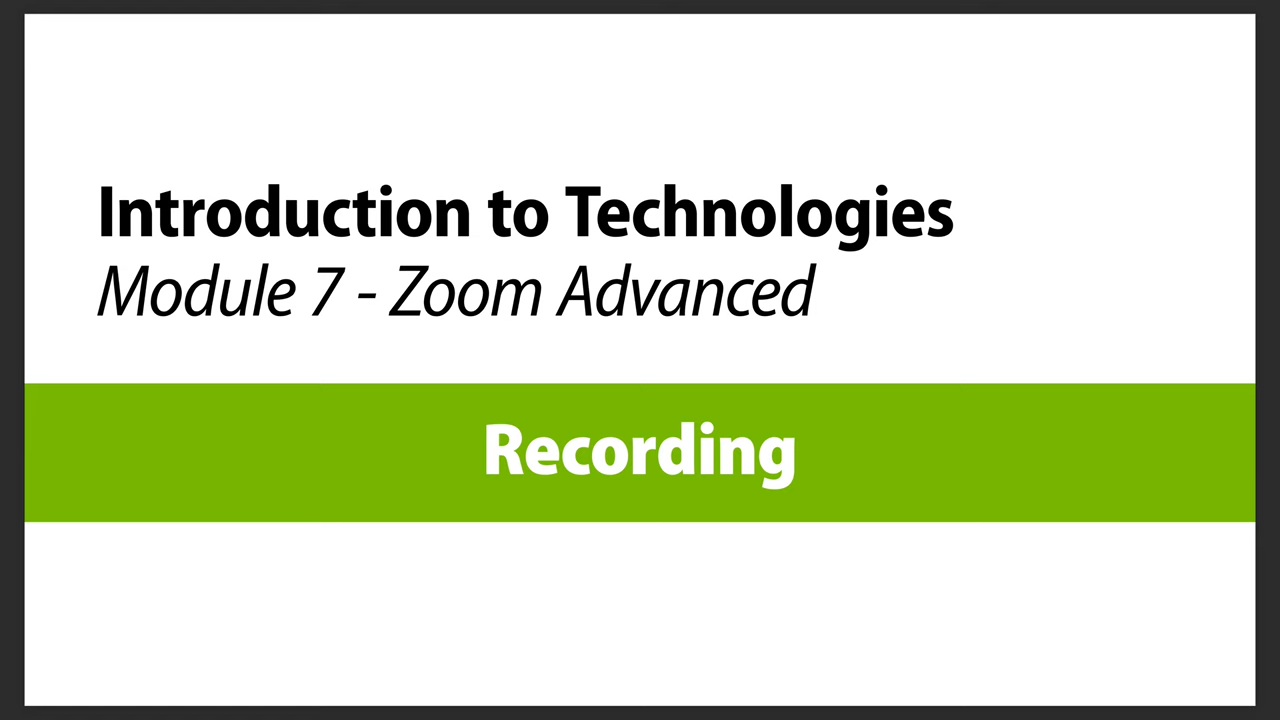 Introduction to Technologies
Module 7 - Zoom Advanced
Recording